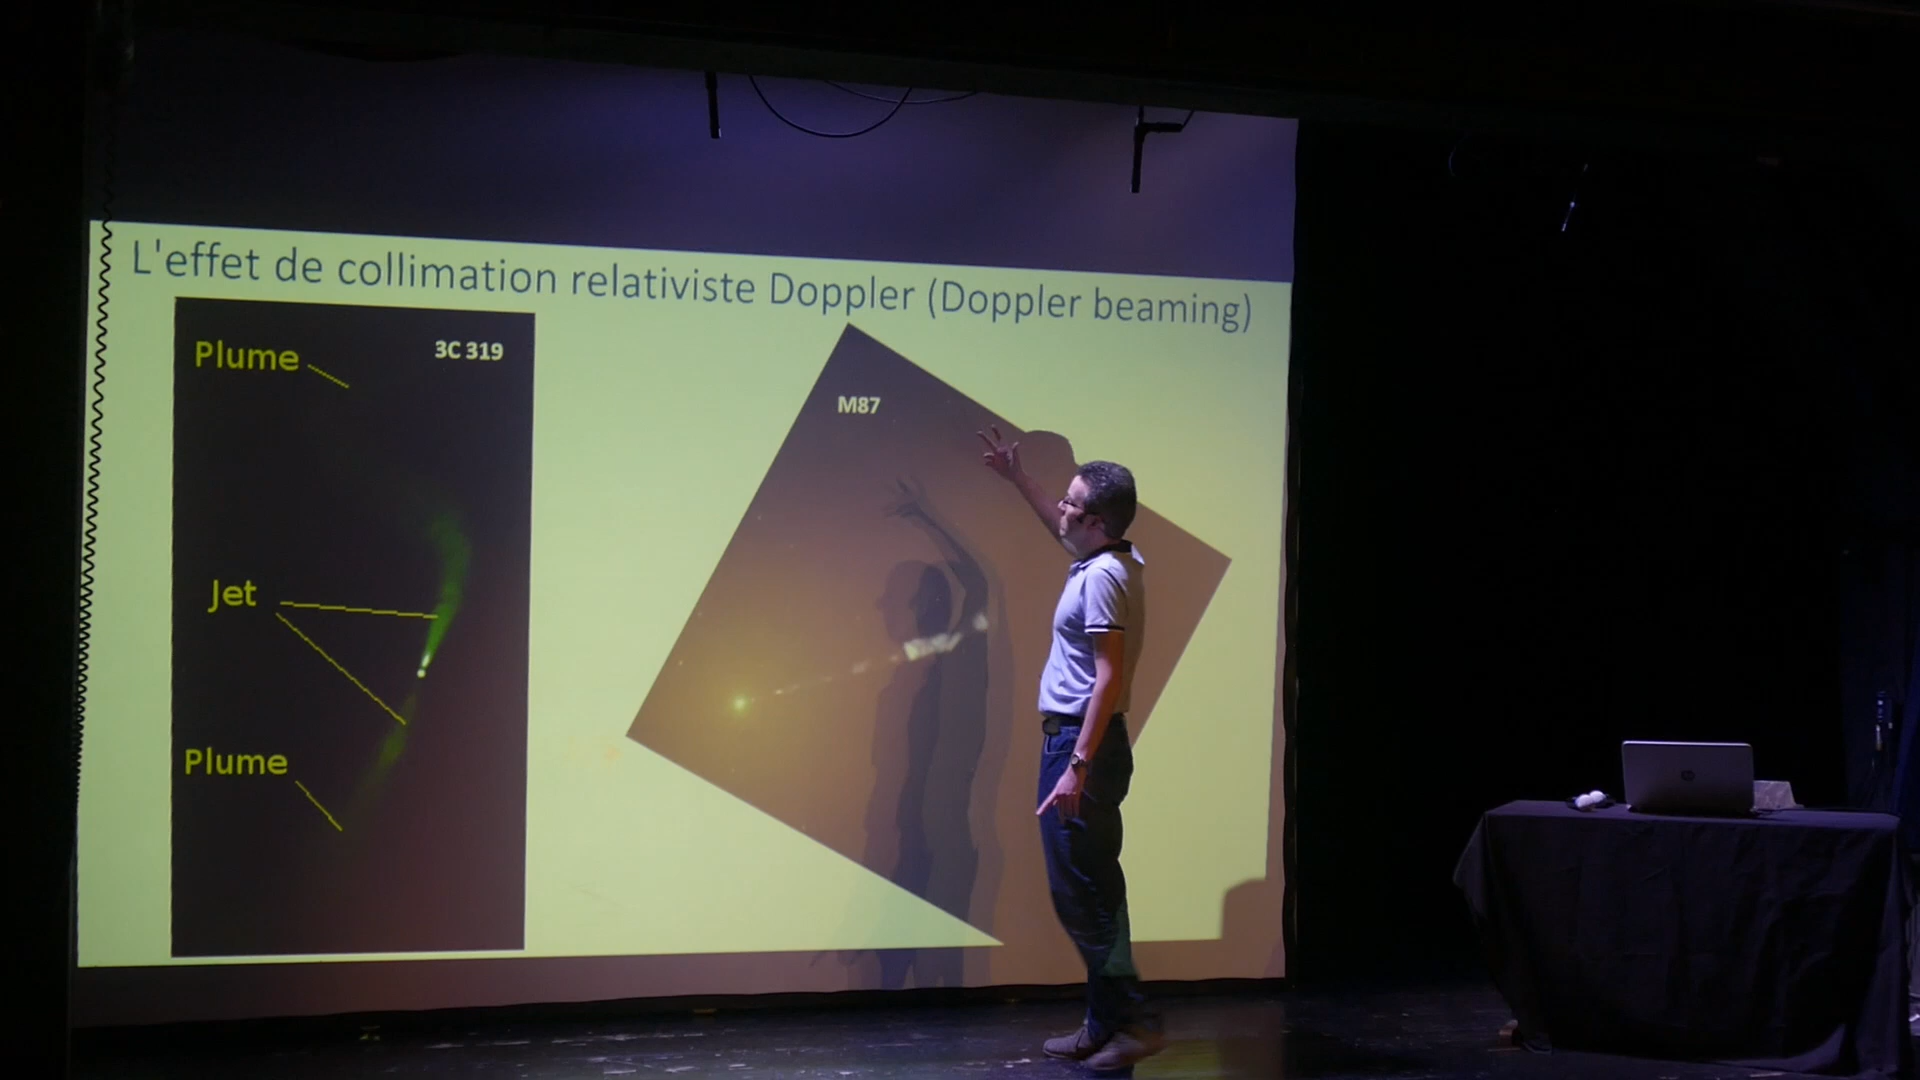 L'effet de collimation relativiste Doppler (Doppler beaming)
Plume
3C 319
Jet
Plume
M87